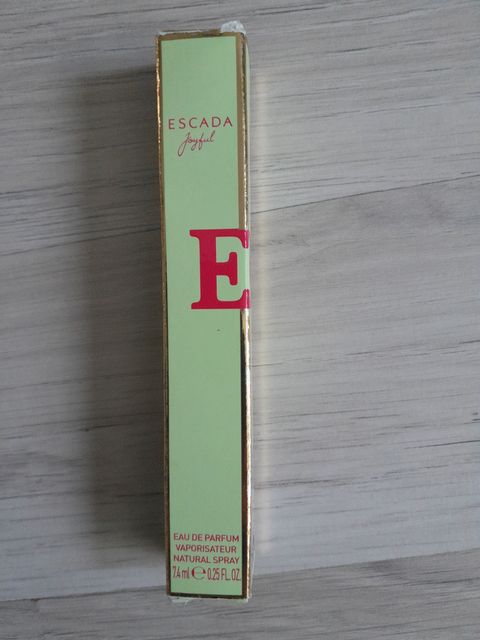 ESCADA
Joyful
E
EAU DE PARFUM
VAPORISATEUR
NATURAL SPRAY
7.4 ml ℮ 0.25 FL.OZ.